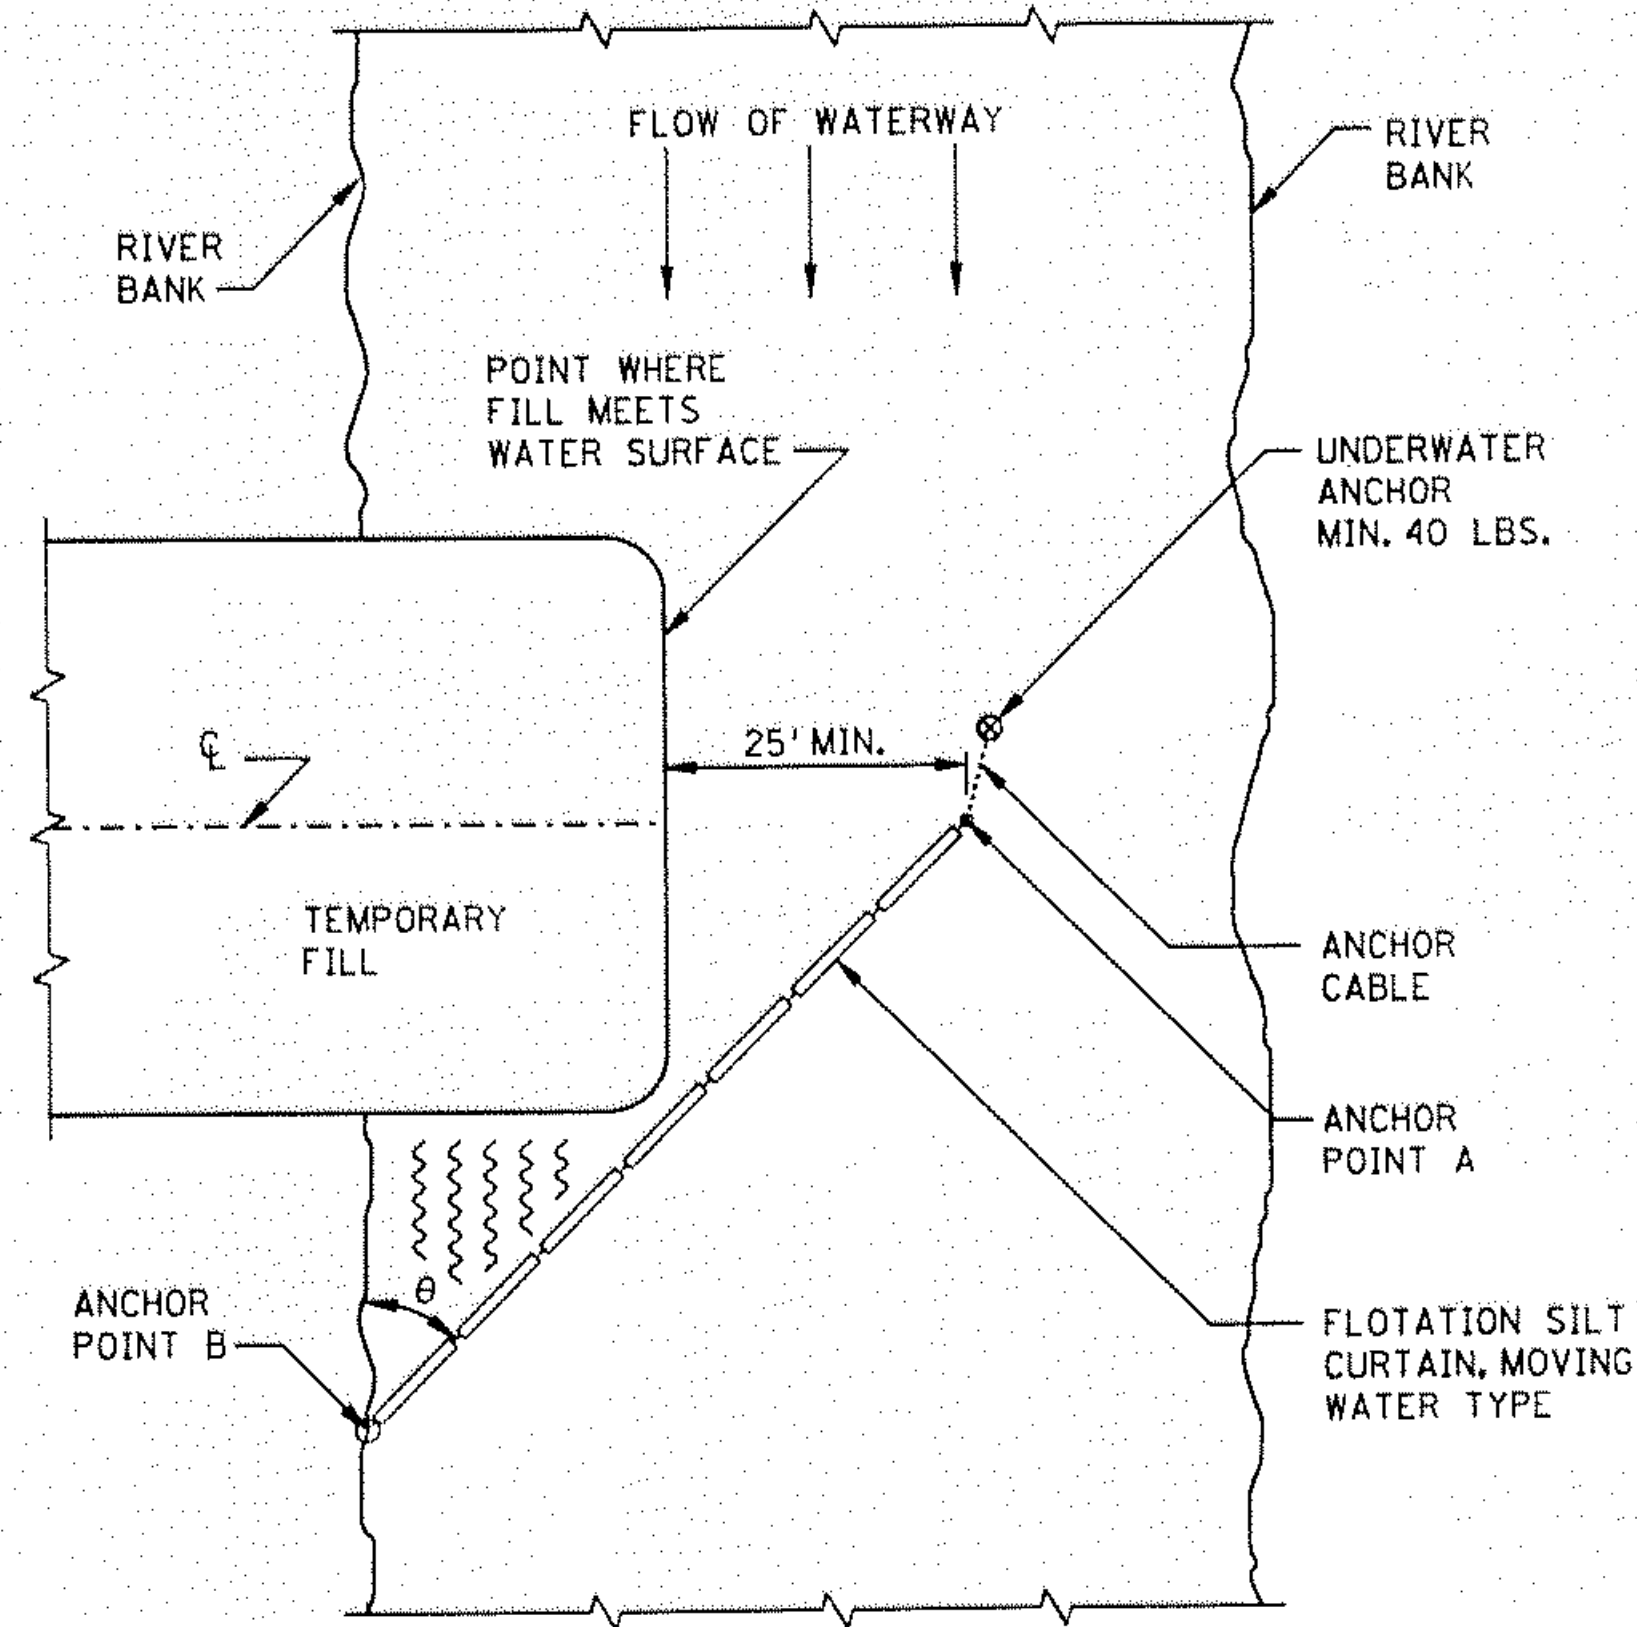 FLOW OF WATERWAY
RIVER
BANK
RIVER
BANK
POINT WHERE
FILL MEETS
WATER SURFACE
UNDERWATER
ANCHOR
MIN. 40 LBS.
℄
25' MIN.
TEMPORARY
FILL
ANCHOR
CABLE
ANCHOR
POINT A
θ
ANCHOR
POINT B
FLOTATION SILT
CURTAIN, MOVING
WATER TYPE